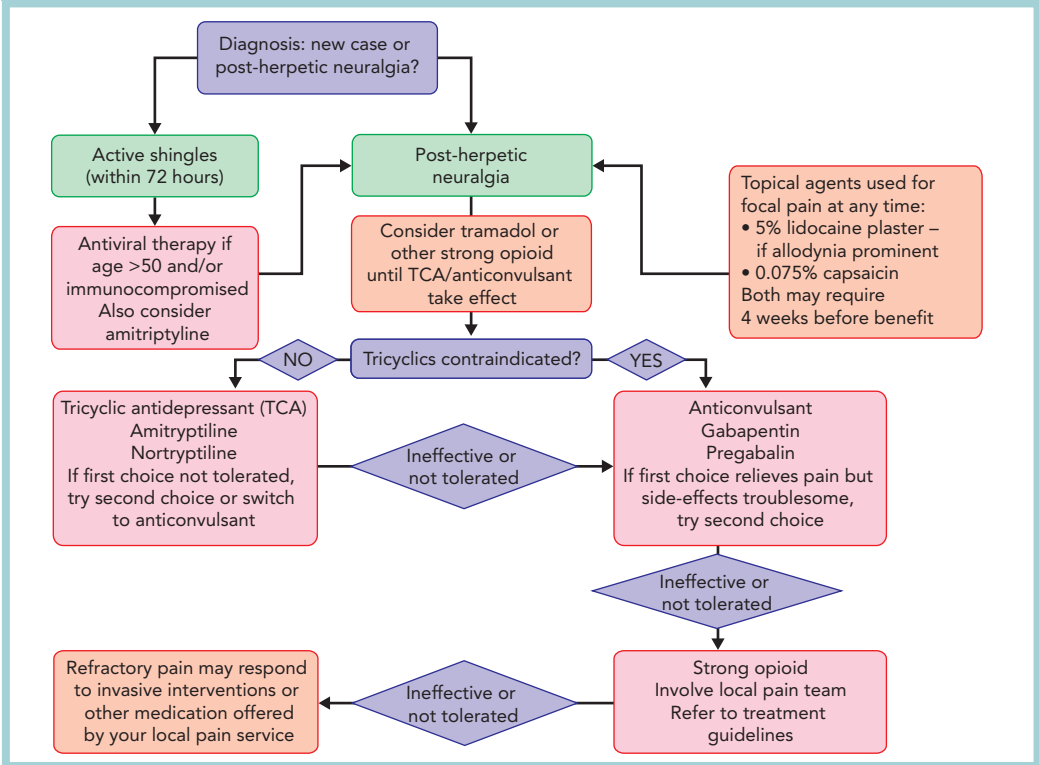 Diagnosis: new case or
post-herpetic neuralgia?
Active shingles
(within 72 hours)
Post-herpetic
neuralgia
Topical agents used for
focal pain at any time:
• 5% lidocaine plaster –
if allodynia prominent
• 0.075% capsaicin
Both may require
4 weeks before benefit
Antiviral therapy if
age >50 and/or
immunocompromised
Also consider
amitriptyline
Consider tramadol or
other strong opioid
until TCA/anticonvulsant
take effect
NO
Tricyclics contraindicated?
YES
Tricyclic antidepressant (TCA)
Amitryptiline
Nortryptiline
If first choice not tolerated,
try second choice or switch
to anticonvulsant
Ineffective or
not tolerated
Anticonvulsant
Gabapentin
Pregabalin
If first choice relieves pain but
side-effects troublesome,
try second choice
Ineffective or
not tolerated
Strong opioid
Involve local pain team
Refer to treatment
guidelines
Ineffective or
not tolerated
Refractory pain may respond
to invasive interventions or
other medication offered
by your local pain service